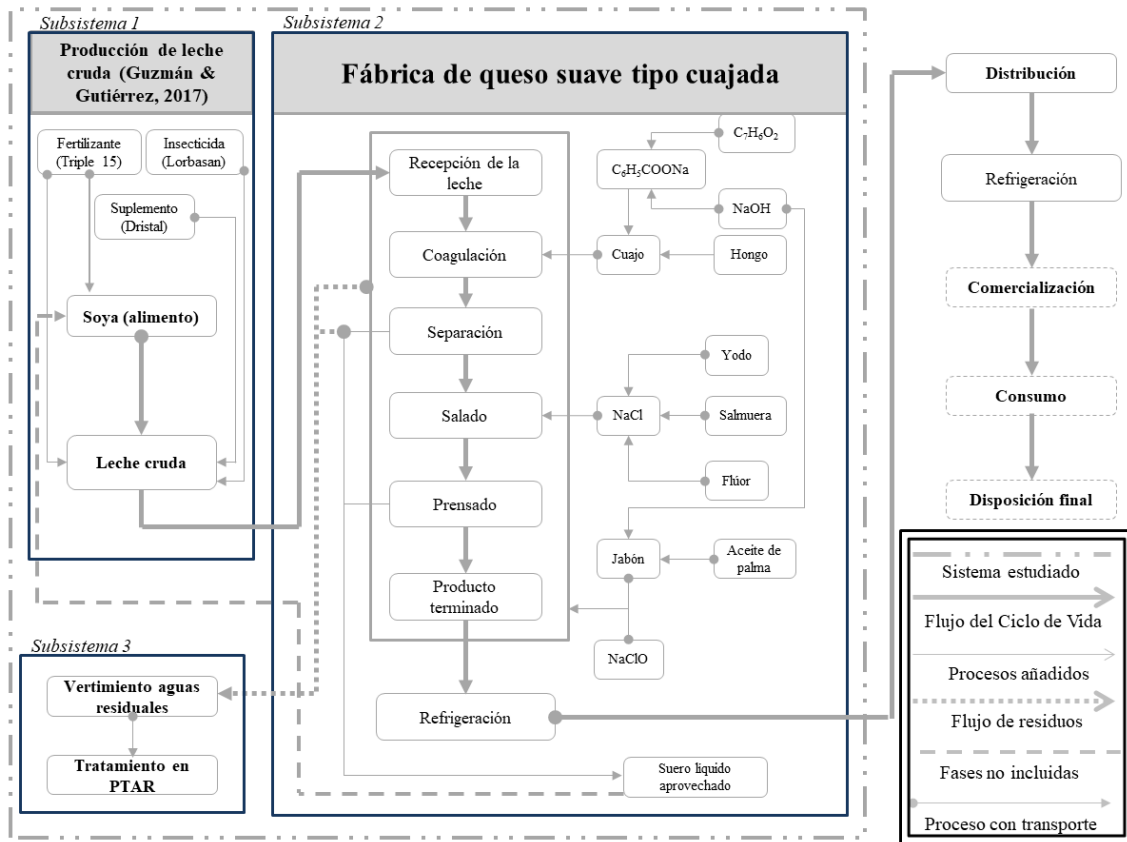 Subsistema 1
Producción de leche
cruda (Guzmán &
Gutiérrez, 2017)
Fertilizante
(Triple 15)
Insecticida
(Lorbasan)
Suplemento
(Dristal)
Soya (alimento)
Leche cruda
Subsistema 2
Fábrica de queso suave tipo cuajada
Recepción de la
leche
Coagulación
Separación
Salado
Prensado
Producto
terminado
Refrigeración
C₇H₆O₂
C₆H₅COONa
NaOH
Cuajo
Hongo
Yodo
NaCl
Salmuera
Flúor
Jabón
Aceite de
palma
NaClO
Suero liquido
aprovechado
Subsistema 3
Vertimiento aguas
residuales
Tratamiento en
PTAR
Distribución
Refrigeración
Comercialización
Consumo
Disposición final
Sistema estudiado
Flujo del Ciclo de Vida
Procesos añadidos
Flujo de residuos
Fases no incluidas
Proceso con transporte